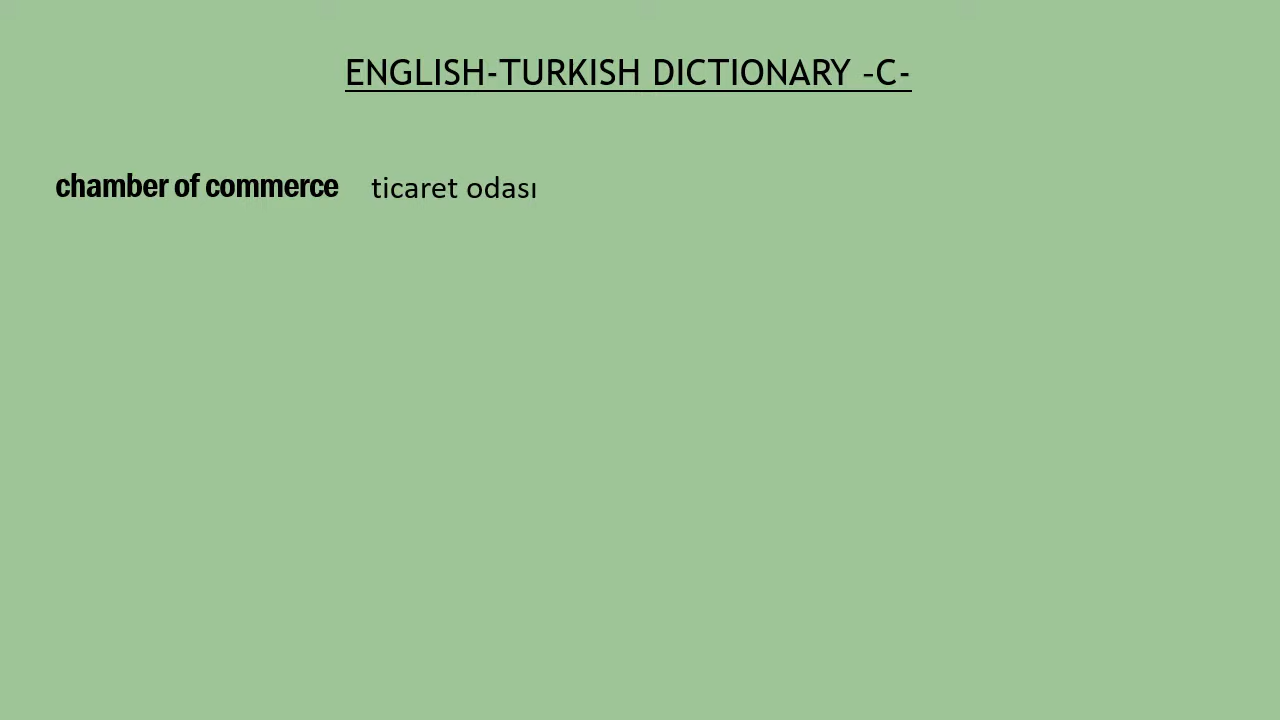 ENGLISH-TURKISH DICTIONARY –C-
chamber of commerce ticaret odası